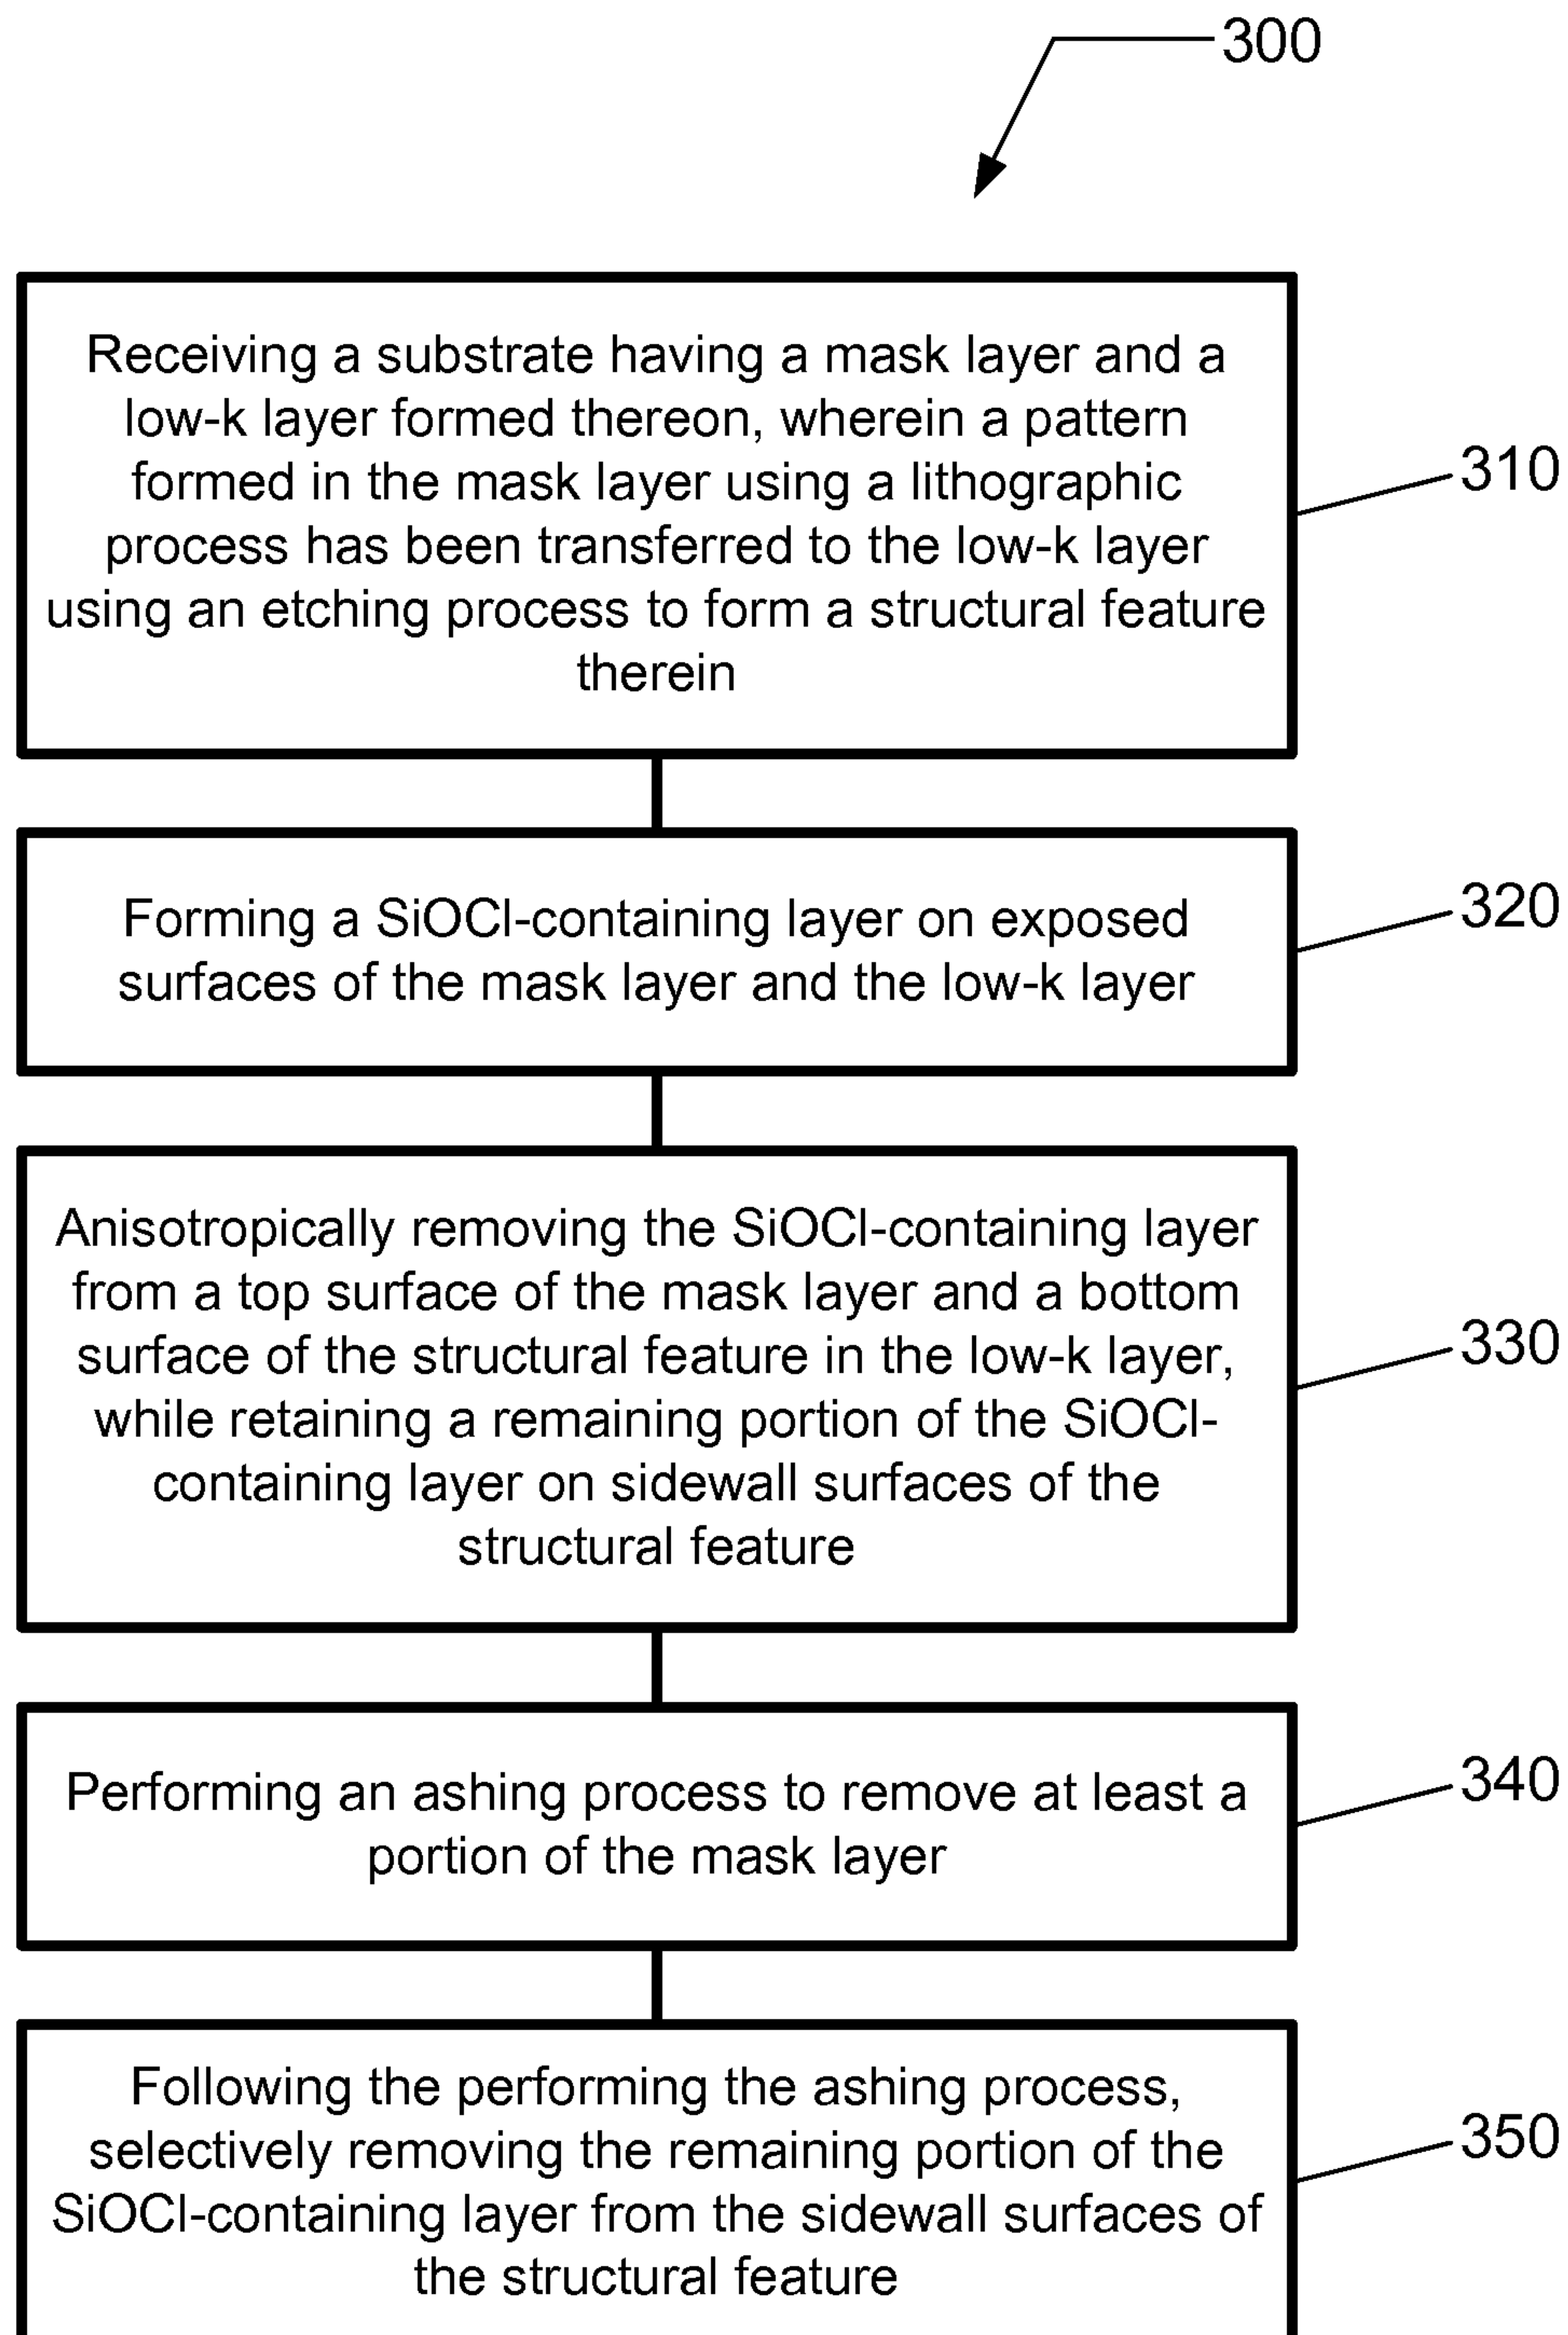 300
Receiving a substrate having a mask layer and a
low-k layer formed thereon, wherein a pattern
formed in the mask layer using a lithographic
process has been transferred to the low-k layer
using an etching process to form a structural feature
therein
310
Forming a SiOCl-containing layer on exposed
surfaces of the mask layer and the low-k layer
320
Anisotropically removing the SiOCl-containing layer
from a top surface of the mask layer and a bottom
surface of the structural feature in the low-k layer,
while retaining a remaining portion of the SiOCl-
containing layer on sidewall surfaces of the
structural feature
330
Performing an ashing process to remove at least a
portion of the mask layer
340
Following the performing the ashing process,
selectively removing the remaining portion of the
SiOCl-containing layer from the sidewall surfaces of
the structural feature
350